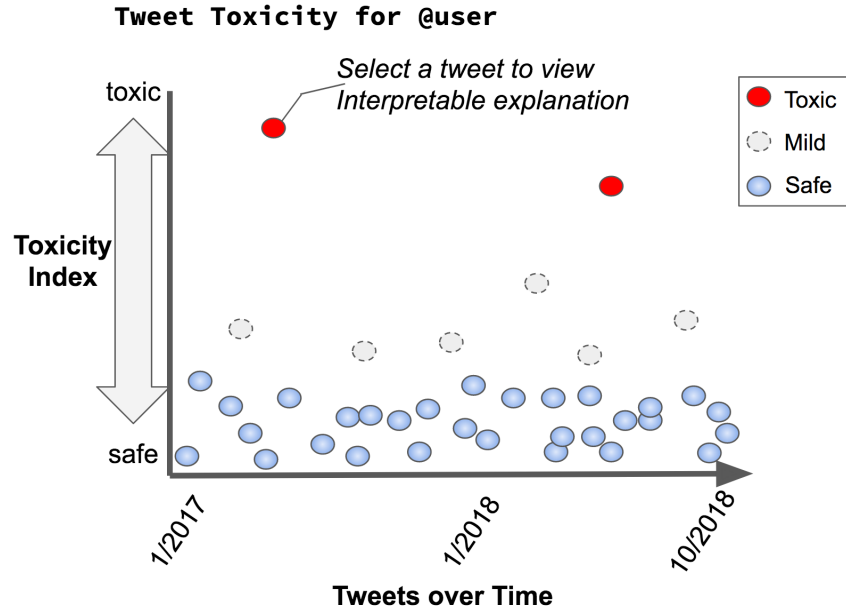 Tweet Toxicity for @user
Select a tweet to view
Interpretable explanation
toxic
Toxic
Mild
Safe
Toxicity
Index
safe
1/2017
1/2018
10/2018
Tweets over Time